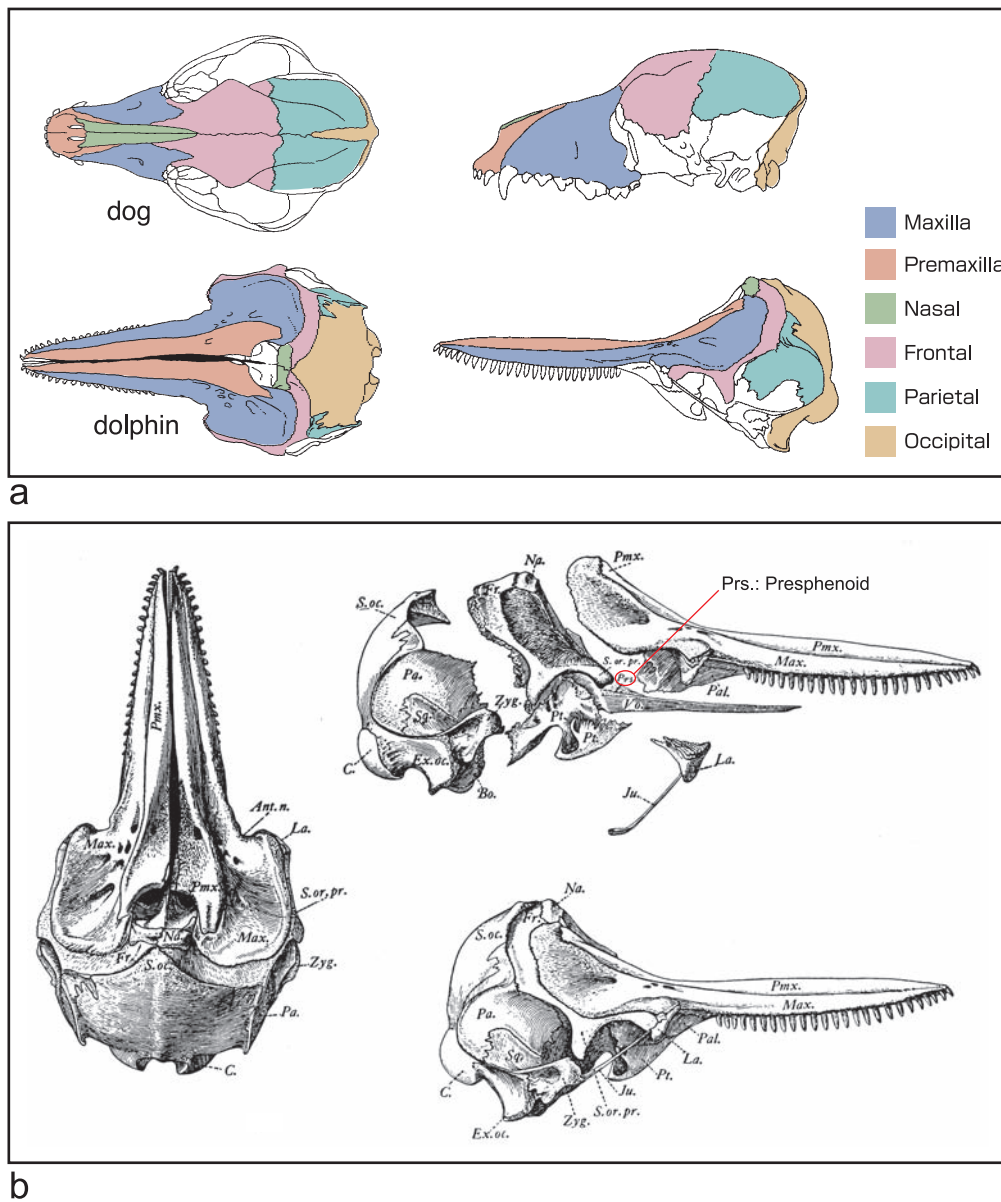 dog
dolphin
Maxilla
Premaxilla
Nasal
Frontal
Parietal
Occipital
a
Na.
Pmx.
Prs.: Presphenoid
Fr.
S.oc.
Pmx.
S.or.pr.
Max.
Prs
Pa.
Pal.
Zyg.
Vo.
Pt.
Sq.
Pt.
C.
Ex.oc.
La.
Bo.
Ju.
Pmx.
Ant.n.
La.
Max.
Pmx.
S.or,pr.
Na.
Max.
Fr.
S.oc.
Zyg.
Pa.
C.
Na.
Fr.
S.oc.
Pmx.
Max.
Pa.
Pal.
Sq.
La.
C.
Pt.
Ju.
S.or.pr.
Zyg.
Ex.oc.
b